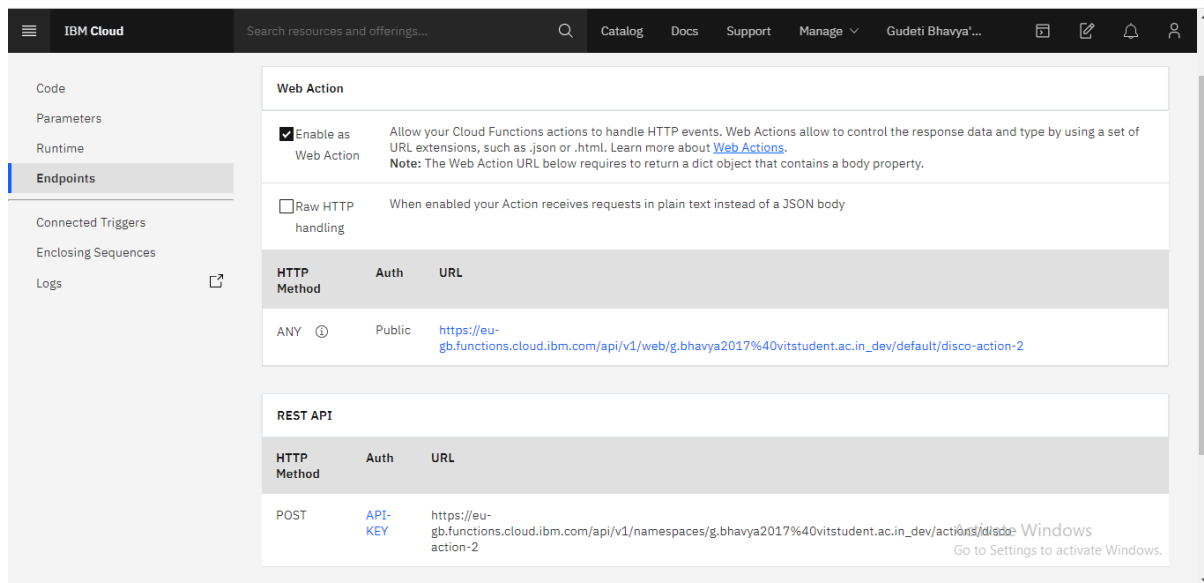 IBM Cloud
Search resources and offerings...
Catalog
Docs
Support
Manage
Gudeti Bhavya'...
Code
Parameters
Runtime
Endpoints
Connected Triggers
Enclosing Sequences
Logs
Web Action
Enable as
Web Action
Allow your Cloud Functions actions to handle HTTP events. Web Actions allow to control the response data and type by using a set of
URL extensions, such as .json or .html. Learn more about Web Actions.
Note: The Web Action URL below requires to return a dict object that contains a body property.
Raw HTTP
handling
When enabled your Action receives requests in plain text instead of a JSON body
HTTP
Method
Auth
URL
ANY
Public
https://eu-
gb.functions.cloud.ibm.com/api/v1/web/g.bhavya2017%40vitstudent.ac.in_dev/default/disco-action-2
REST API
HTTP
Method
Auth
URL
POST
API-
KEY
https://eu-
gb.functions.cloud.ibm.com/api/v1/namespaces/g.bhavya2017%40vitstudent.ac.in_dev/actions/disco-
action-2
Activate Windows
Go to Settings to activate Windows.